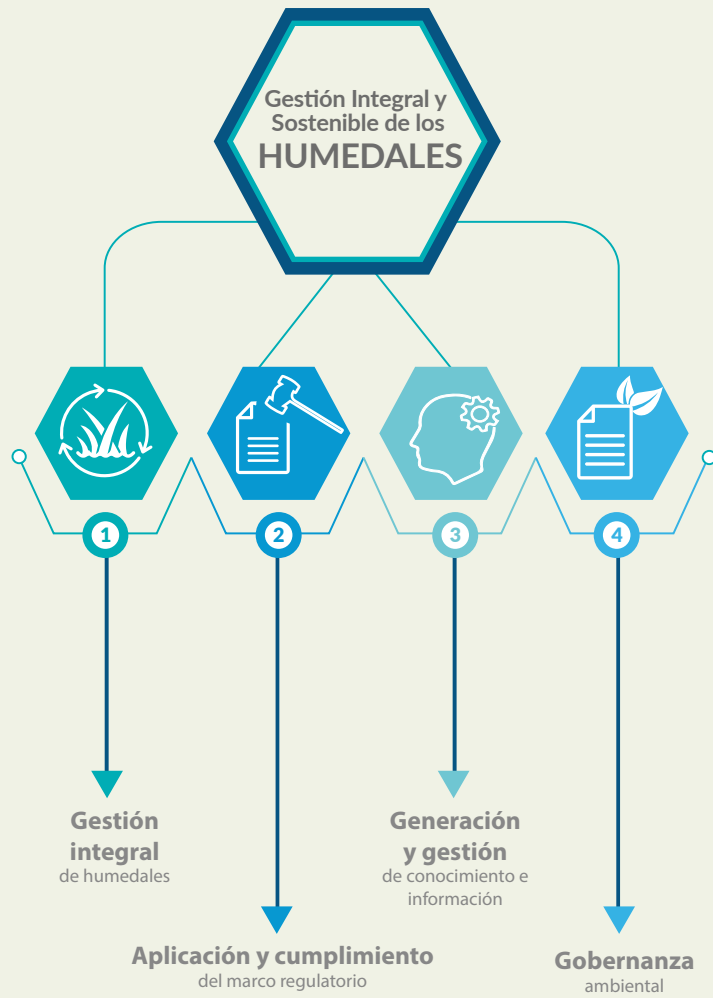 Gestión Integral y
Sostenible de los
HUMEDALES
1
2
3
4
Gestión
integral
de humedales
Aplicación y cumplimiento
del marco regulatorio
Generación
y gestión
de conocimiento e
información
Gobernanza
ambiental